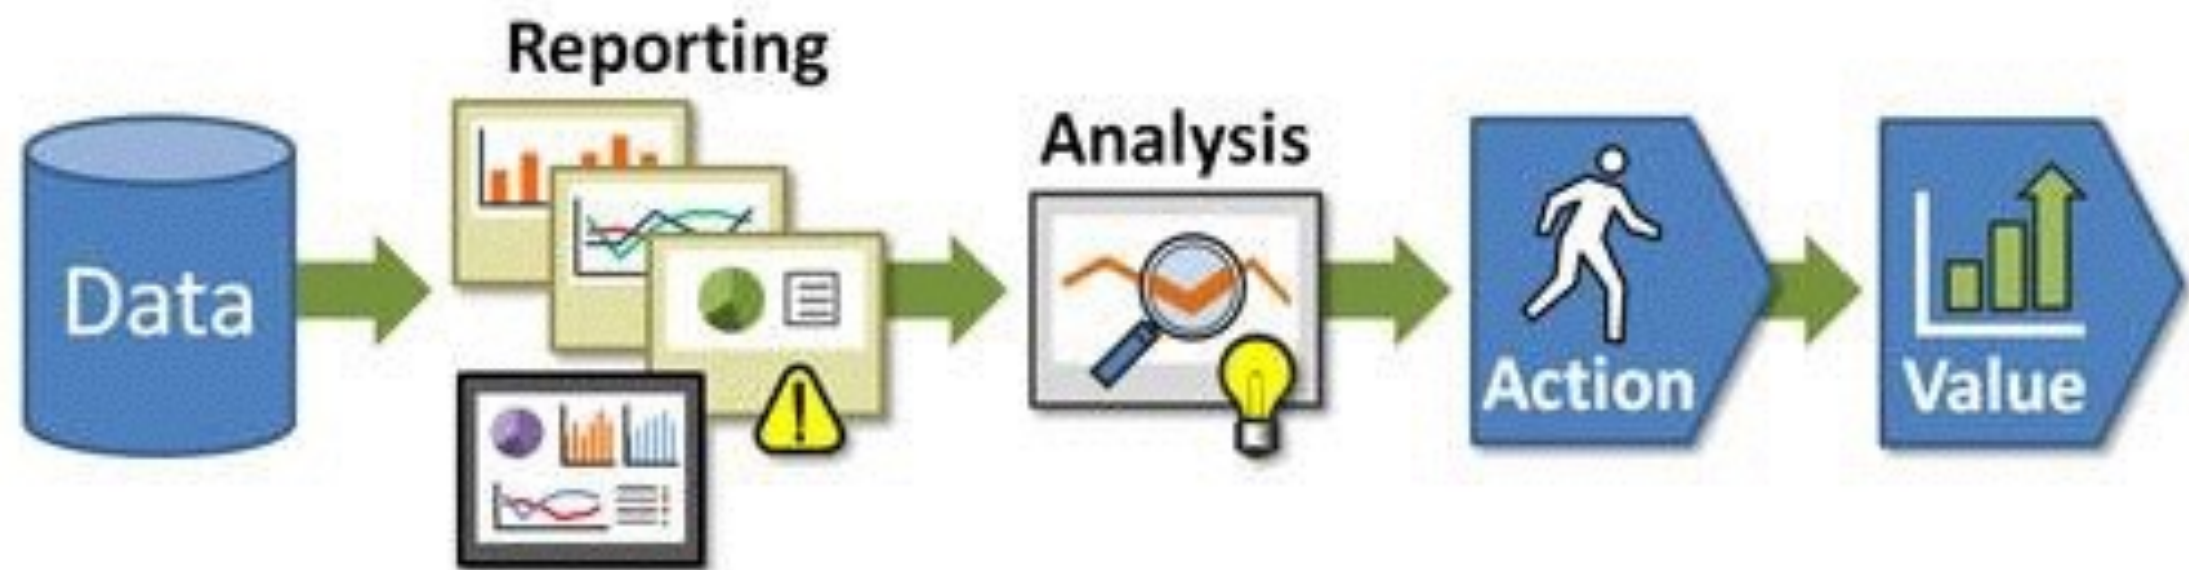 Data
Reporting
Analysis
Action
Value